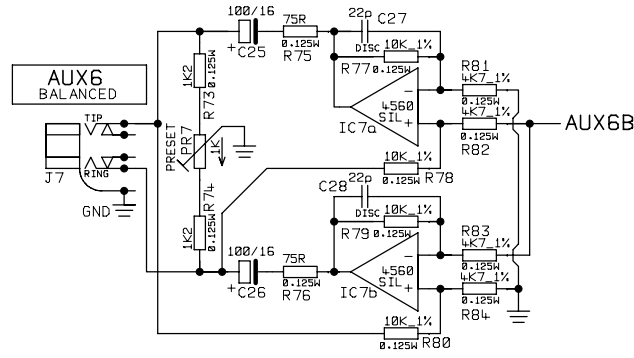 AUX6
BALANCED
TIP
RING
J7
GND
100/16
+
C25
75R
0.125W
R75
22p
C27
DISC
10K_1%
R77
0.125W
4560
SIL
-
+
IC7a
R81
4K7_1%
0.125W
4K7_1%
0.125W
R82
AUX6B
1K2
0.125W
R73
PRESET
PR7
1K
10K_1%
0.125W
R78
R74
0.125W
1K2
100/16
+
C26
75R
0.125W
R76
22p
C28
DISC
10K_1%
R79
0.125W
4560
SIL
-
+
IC7b
R83
4K7_1%
0.125W
4K7_1%
0.125W
R84
10K_1%
0.125W
R80